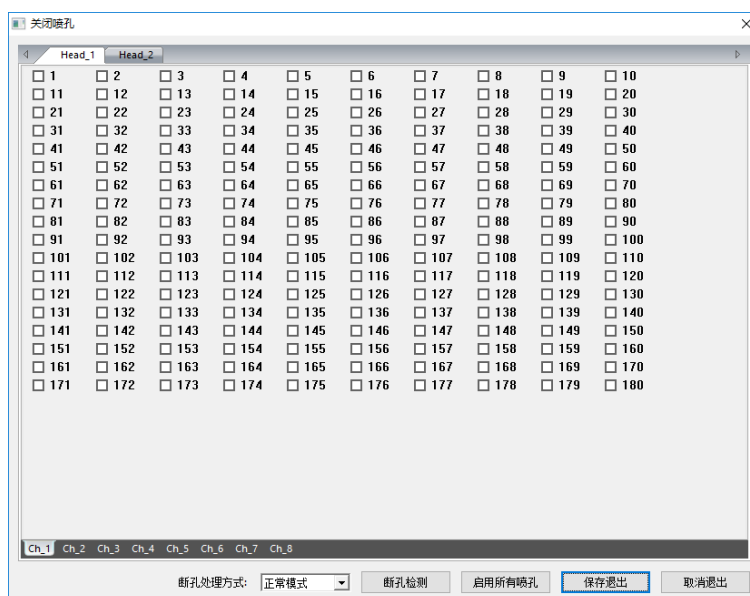 关闭喷孔
Head_1 Head_2
1 2 3 4 5 6 7 8 9 10
11 12 13 14 15 16 17 18 19 20
21 22 23 24 25 26 27 28 29 30
31 32 33 34 35 36 37 38 39 40
41 42 43 44 45 46 47 48 49 50
51 52 53 54 55 56 57 58 59 60
61 62 63 64 65 66 67 68 69 70
71 72 73 74 75 76 77 78 79 80
81 82 83 84 85 86 87 88 89 90
91 92 93 94 95 96 97 98 99 100
101 102 103 104 105 106 107 108 109 110
111 112 113 114 115 116 117 118 119 120
121 122 123 124 125 126 127 128 129 130
131 132 133 134 135 136 137 138 139 140
141 142 143 144 145 146 147 148 149 150
151 152 153 154 155 156 157 158 159 160
161 162 163 164 165 166 167 168 169 170
171 172 173 174 175 176 177 178 179 180
Ch_1 Ch_2 Ch_3 Ch_4 Ch_5 Ch_6 Ch_7 Ch_8
断孔处理方式: 正常模式 断孔检测 启用所有喷孔 保存退出 取消退出